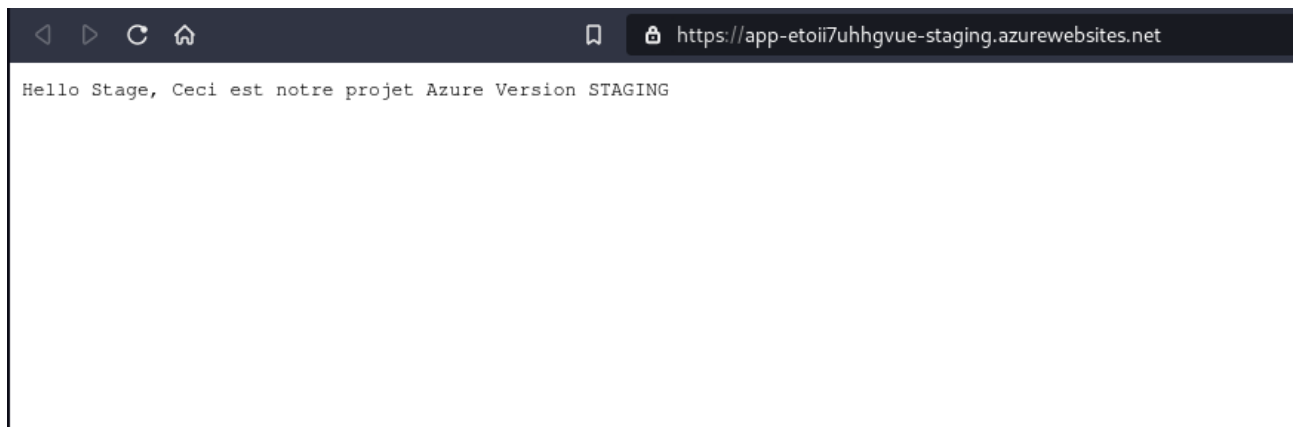 https://app-etoii7uhhgvue-staging.azurewebsites.net
Hello Stage, Ceci est notre projet Azure Version STAGING